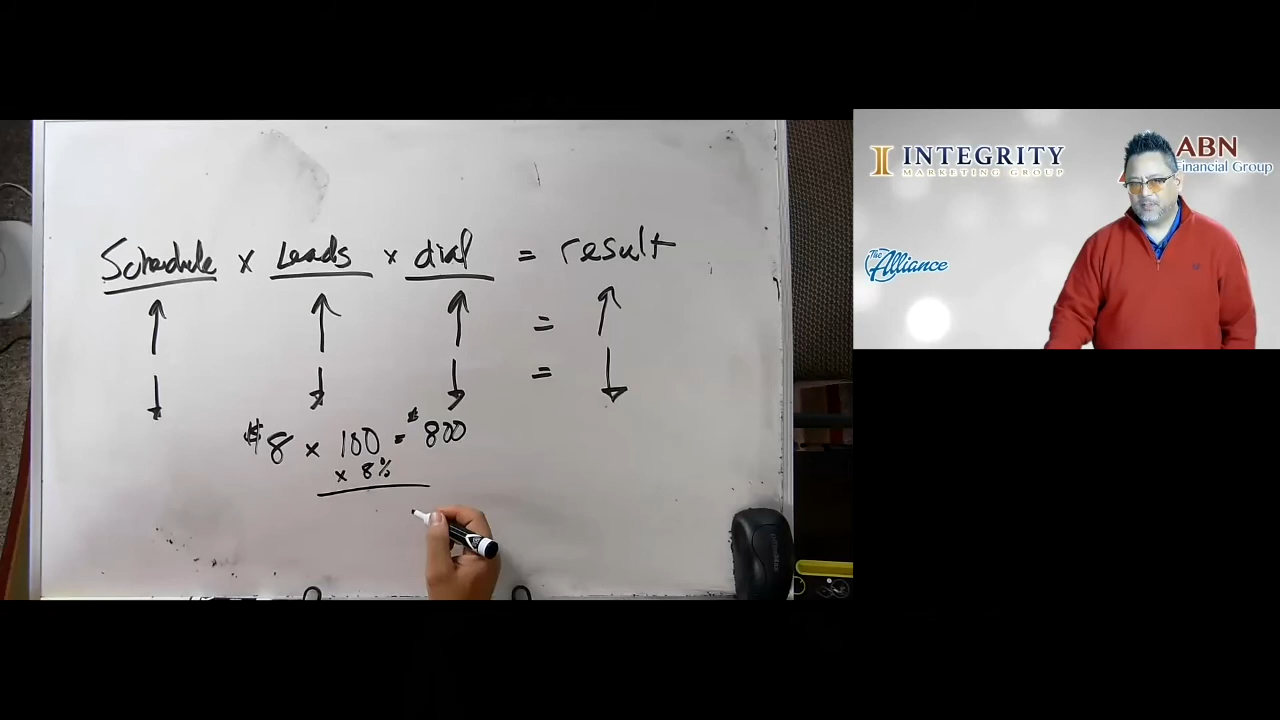 Schedule x Leads x dial = result
=
=
$8 x 100 = $800
x 8%
INTEGRITY
MARKETING GROUP
ABN
Financial Group
The Alliance